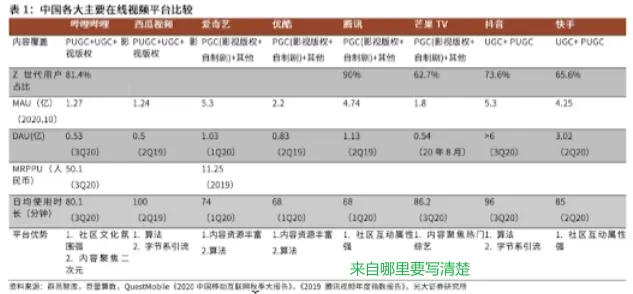 表 1：中国各大主要在线视频平台比较
哔哩哔哩 西瓜视频 爱奇艺 优酷 腾讯 芒果 TV 抖音 快手
内容覆盖 PUGC+UGC+ 影视版权 PUGC+UGC+ 影视版权 PGC(影视版权+自制剧)+其他 PGC(影视版权+自制剧)+其他 PGC(影视版权+自制剧)+其他 PGC(影视版权+自制剧)+其他 UGC+ PUGC UGC+ PUGC
Z 世代用户占比 81.4% 90% 62.7% 73.6% 65.6%
MAU（亿）（2020.10） 1.27 1.24 5.3 2.2 4.74 1.8 5.3 4.25
DAU(亿) 0.53（3Q20） 0.5（2Q19） 1.03（1Q20） 0.83（2Q20） 1.13（2Q20） 0.54（20 年 8 月） >6（3Q20） 3.02（2Q20）
MRPPU（人民币） 50.1（3Q20） 11.25（2019）
日均使用时长（分钟） 80.1（3Q20） 100（2Q19） 74（1Q20） 68（1Q20） 68（1Q20） 86.2（3Q20） 96（3Q20） 85（2Q20）
平台优势 1. 社区文化氛围强 2. 内容聚焦二次元 1. 算法 2. 字节系引流 1.内容资源丰富 2.算法 1.内容资源丰富 2.算法 1. 社区互动属性强 1. 内容聚焦热门综艺 1. 算法 2. 字节系引流 1. 社区互动属性强
来自哪里要写清楚
资料来源：群易智库，巨量算数，QuestMobile《2020 中国移动互联网秋季大报告》，《2019 腾讯视频年度指数报告》，光大证券研究所